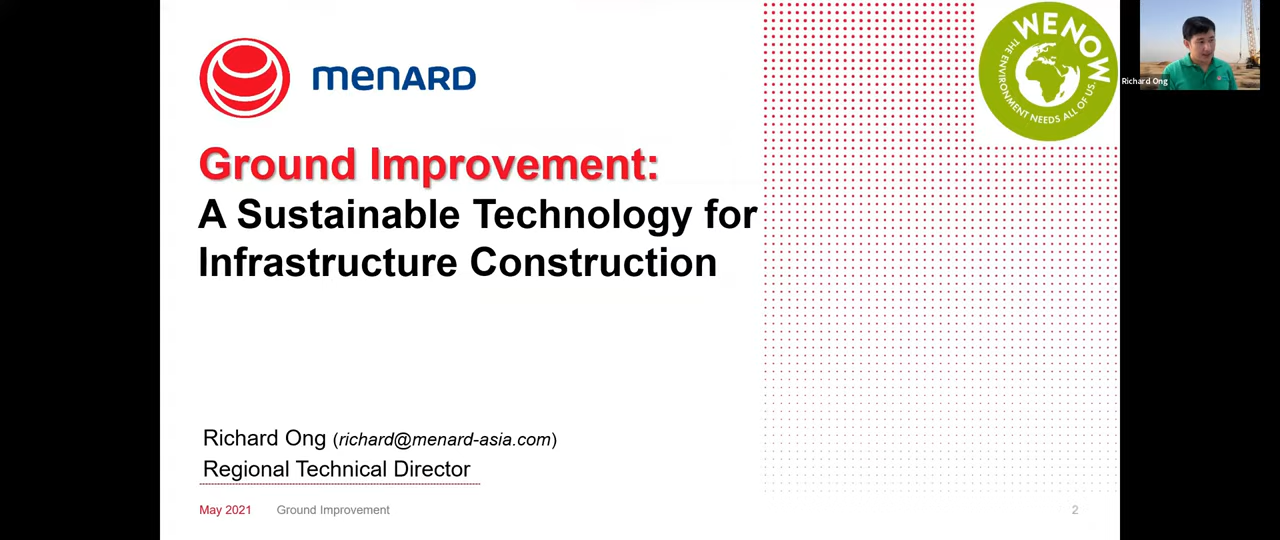 menARD
WE NOW
THE ENVIRONMENT NEEDS ALL OF US.
Richard Ong
Ground Improvement:
A Sustainable Technology for
Infrastructure Construction
Richard Ong (richard@menard-asia.com)
Regional Technical Director
May 2021 Ground Improvement 2